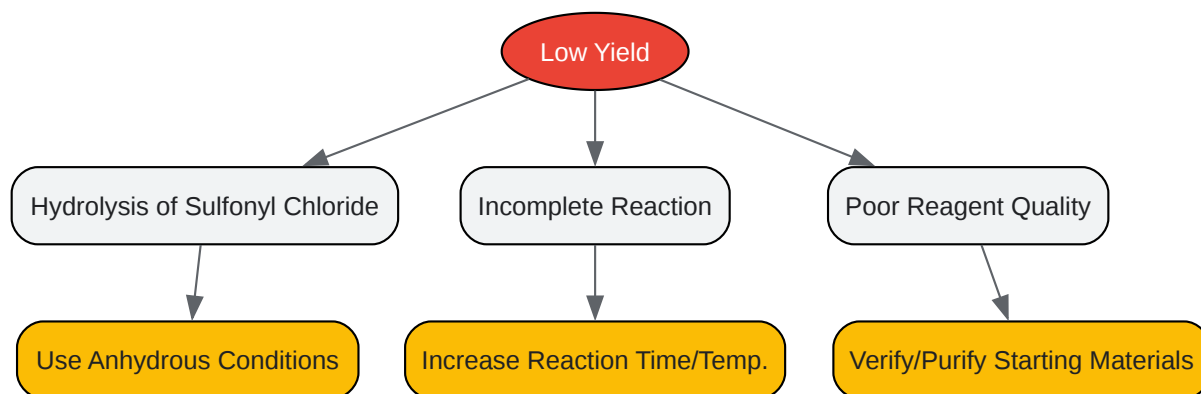 Low Yield
Hydrolysis of Sulfonyl Chloride
Incomplete Reaction
Poor Reagent Quality
Use Anhydrous Conditions
Increase Reaction Time/Temp.
Verify/Purify Starting Materials